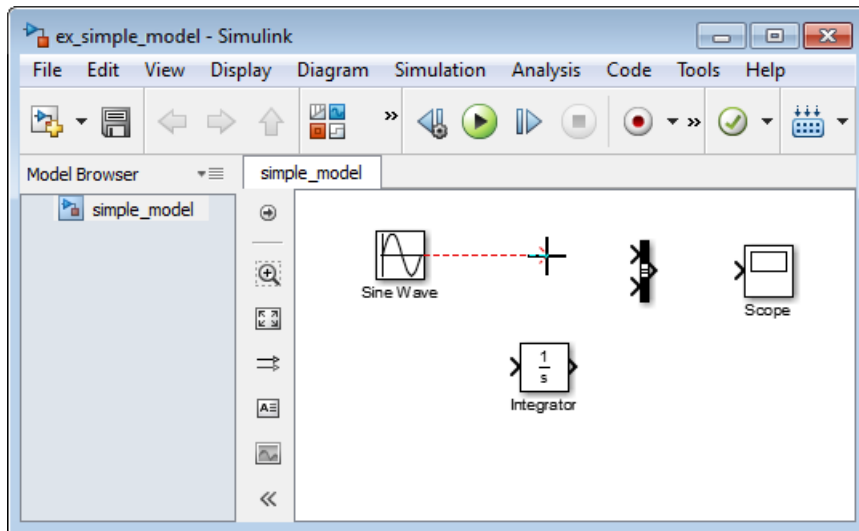 ex_simple_model - Simulink
File Edit View Display Diagram Simulation Analysis Code Tools Help
Model Browser
simple_model
simple_model
Sine Wave
Scope
1
s
Integrator
A